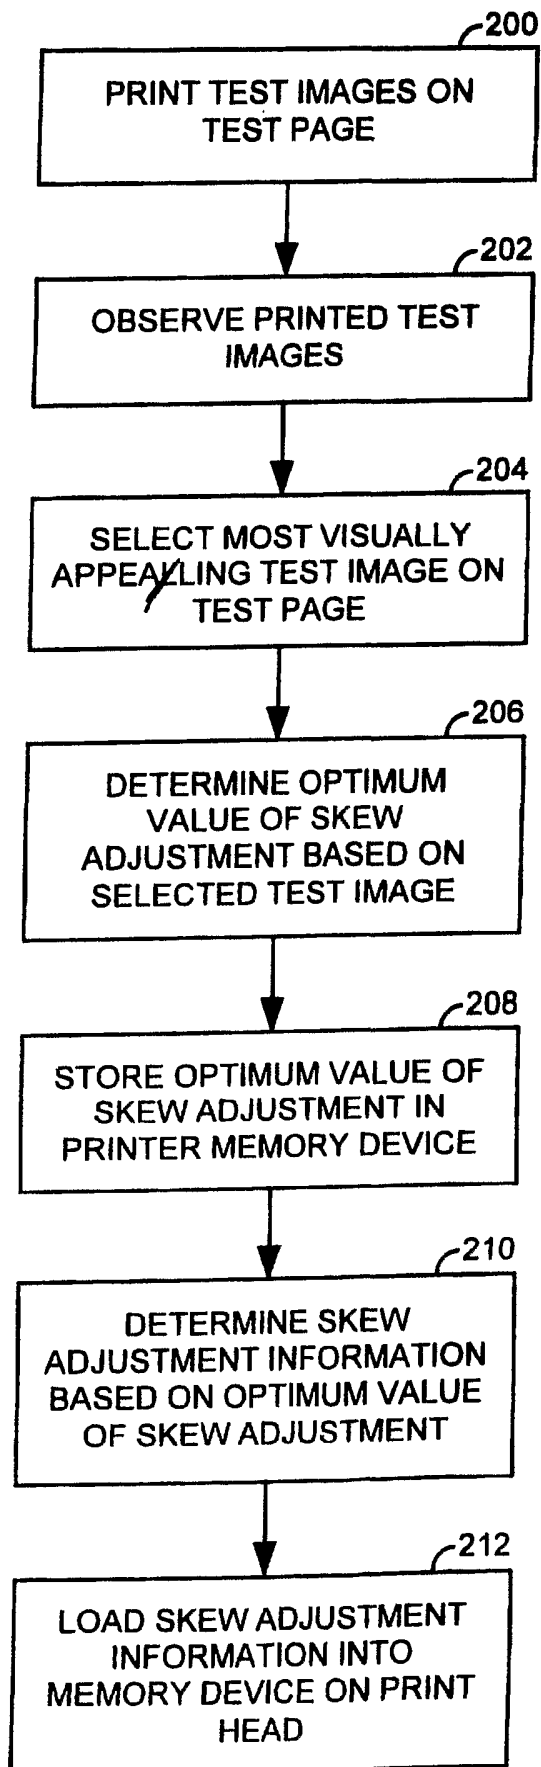 200
PRINT TEST IMAGES ON
TEST PAGE
202
OBSERVE PRINTED TEST
IMAGES
204
SELECT MOST VISUALLY
APPEALLING TEST IMAGE ON
TEST PAGE
206
DETERMINE OPTIMUM
VALUE OF SKEW
ADJUSTMENT BASED ON
SELECTED TEST IMAGE
208
STORE OPTIMUM VALUE OF
SKEW ADJUSTMENT IN
PRINTER MEMORY DEVICE
210
DETERMINE SKEW
ADJUSTMENT INFORMATION
BASED ON OPTIMUM VALUE
OF SKEW ADJUSTMENT
212
LOAD SKEW ADJUSTMENT
INFORMATION INTO
MEMORY DEVICE ON PRINT
HEAD